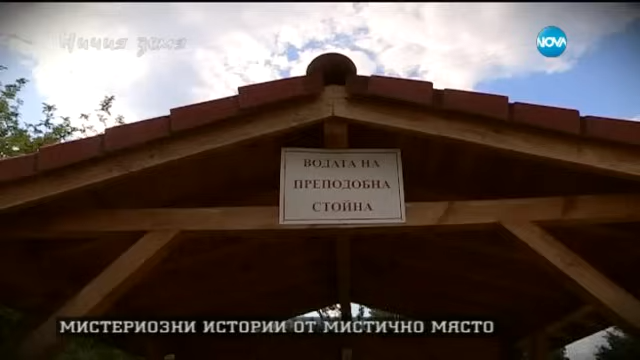 Ничия земя
NOVA
ВОДАТА НА
ПРЕПОДОБНА
СТОЙНА
МИСТЕРИОЗНИ ИСТОРИИ ОТ МИСТИЧНО МЯСТО